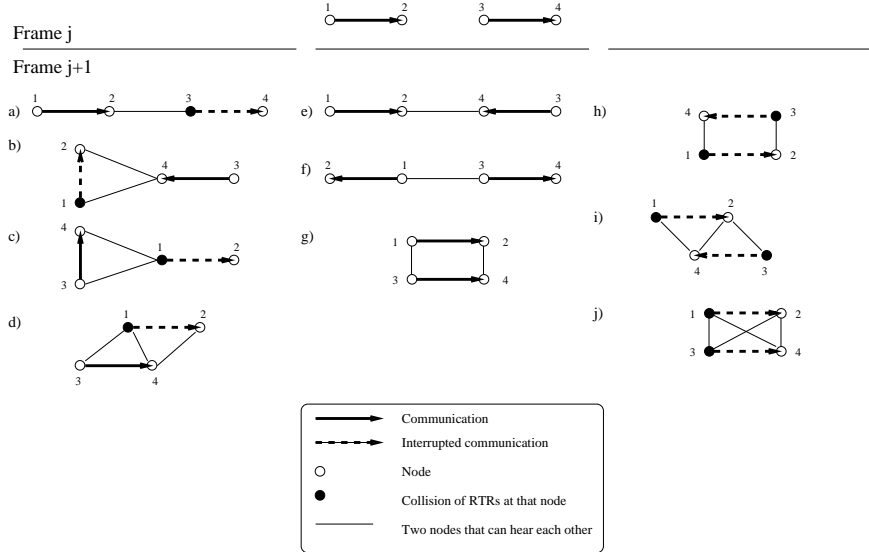 1 2 3 4
Frame j
Frame j+1
a) 1 2 3 4
e) 1 2 4 3
h) 4 3
1 2
b) 2 4 3
1
f) 2 1 3 4
c) 4 1 2
3
g) 1 2
3 4
i) 1 2
4 3
d) 1 2
3 4
j) 1 2
3 4
Communication
Interrupted communication
Node
Collision of RTRs at that node
Two nodes that can hear each other